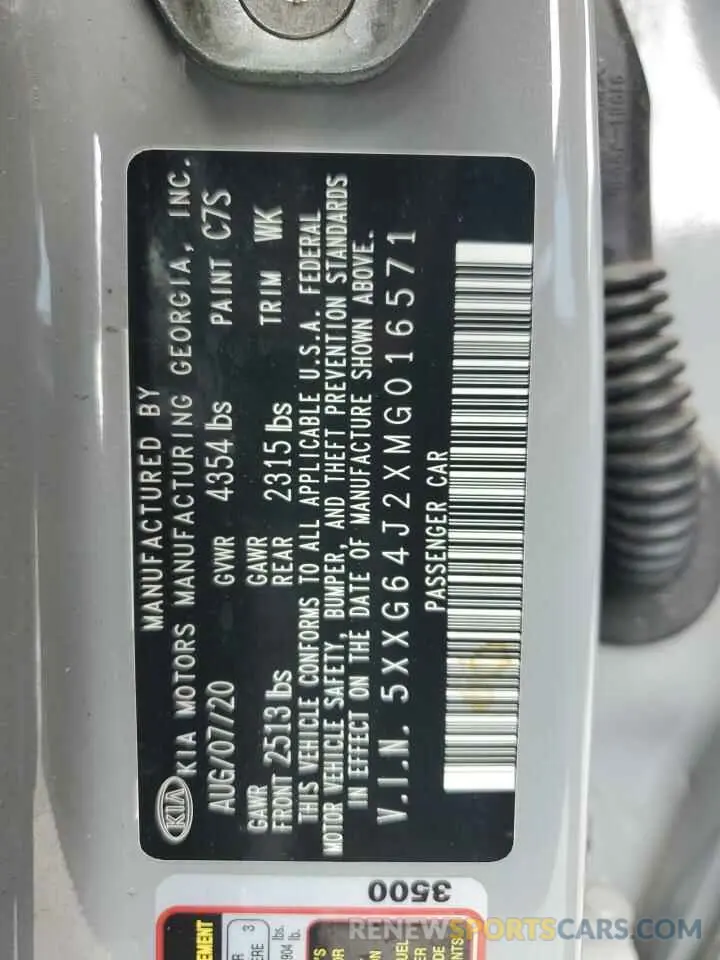 MANUFACTURED BY
KIA KIA MOTORS MANUFACTURING GEORGIA, INC.
AUG/07/20 GVWR 4354 lbs PAINT C7S
GAWR FRONT 2513 lbs GAWR REAR 2315 lbs TRIM WK
THIS VEHICLE CONFORMS TO ALL APPLICABLE U.S.A. FEDERAL
MOTOR VEHICLE SAFETY, BUMPER, AND THEFT PREVENTION STANDARDS
IN EFFECT ON THE DATE OF MANUFACTURE SHOWN ABOVE.
V.I.N. 5XXG64J2XMG016571
PASSENGER CAR
3500
RENEWSPORTSCARS.COM